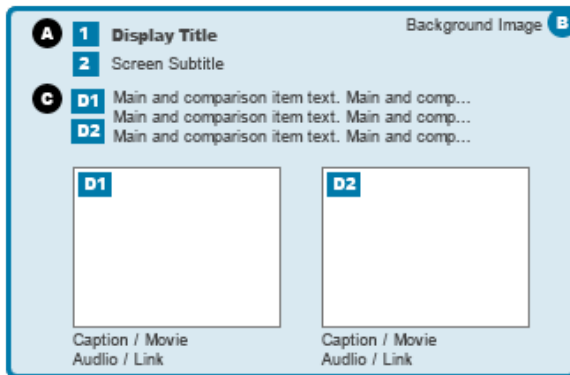 A 1 Display Title Background Image B
2 Screen Subtitle
C D1 Main and comparison item text. Main and comp...
Main and comparison item text. Main and comp...
D2 Main and comparison item text. Main and comp...
D1 D2
Caption / Movie Caption / Movie
Audlio / Link Audlio / Link